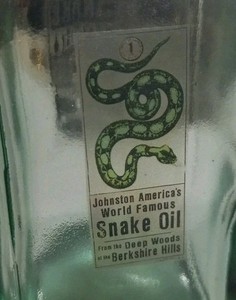 1
Johnston America's
World Famous
Snake Oil
From the Deep Woods
of the Berkshire Hills